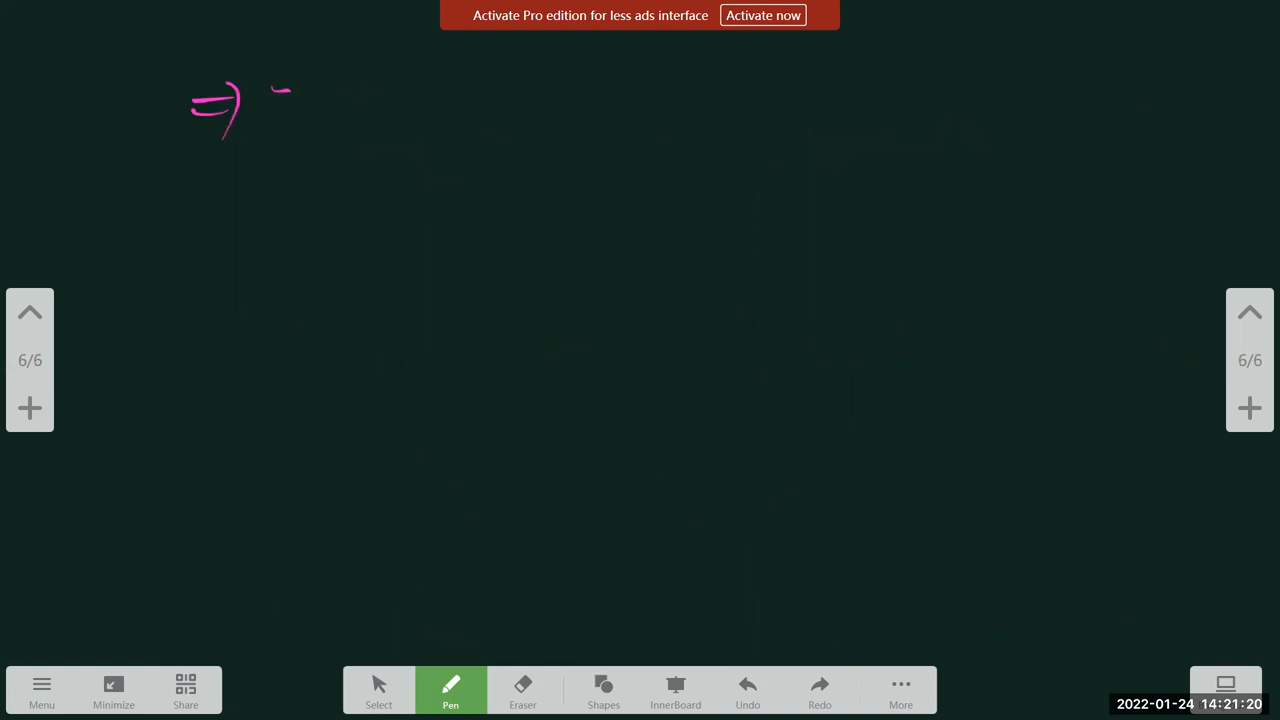 Activate Pro edition for less ads interface Activate now
⇒ -
6/6
6/6
Menu Minimize Share Select Pen Eraser Shapes InnerBoard Undo Redo More
2022-01-24 14:21:20